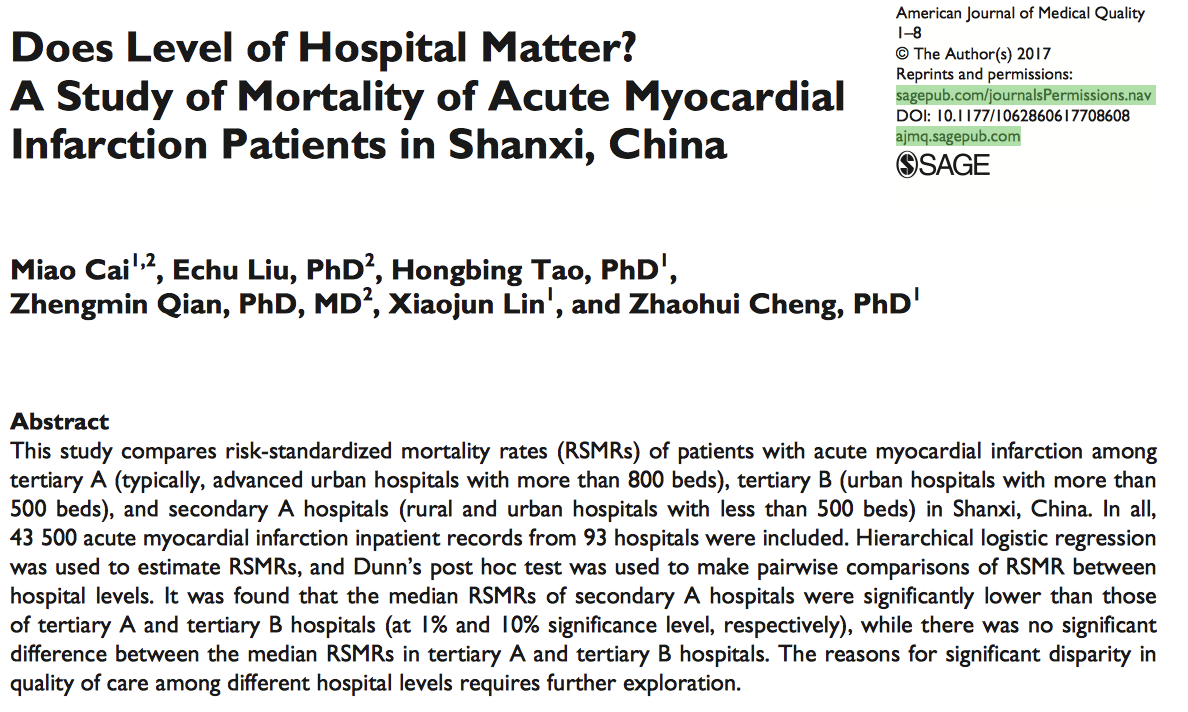 Does Level of Hospital Matter?
A Study of Mortality of Acute Myocardial
Infarction Patients in Shanxi, China
American Journal of Medical Quality
1–8
© The Author(s) 2017
Reprints and permissions:
sagepub.com/journalsPermissions.nav
DOI: 10.1177/1062860617708608
ajmq.sagepub.com
SAGE
Miao Cai1,2, Echu Liu, PhD2, Hongbing Tao, PhD1,
Zhengmin Qian, PhD, MD2, Xiaojun Lin1, and Zhaohui Cheng, PhD1
Abstract
This study compares risk-standardized mortality rates (RSMRs) of patients with acute myocardial infarction among
tertiary A (typically, advanced urban hospitals with more than 800 beds), tertiary B (urban hospitals with more than
500 beds), and secondary A hospitals (rural and urban hospitals with less than 500 beds) in Shanxi, China. In all,
43 500 acute myocardial infarction inpatient records from 93 hospitals were included. Hierarchical logistic regression
was used to estimate RSMRs, and Dunn's post hoc test was used to make pairwise comparisons of RSMR between
hospital levels. It was found that the median RSMRs of secondary A hospitals were significantly lower than those
of tertiary A and tertiary B hospitals (at 1% and 10% significance level, respectively), while there was no significant
difference between the median RSMRs in tertiary A and tertiary B hospitals. The reasons for significant disparity in
quality of care among different hospital levels requires further exploration.